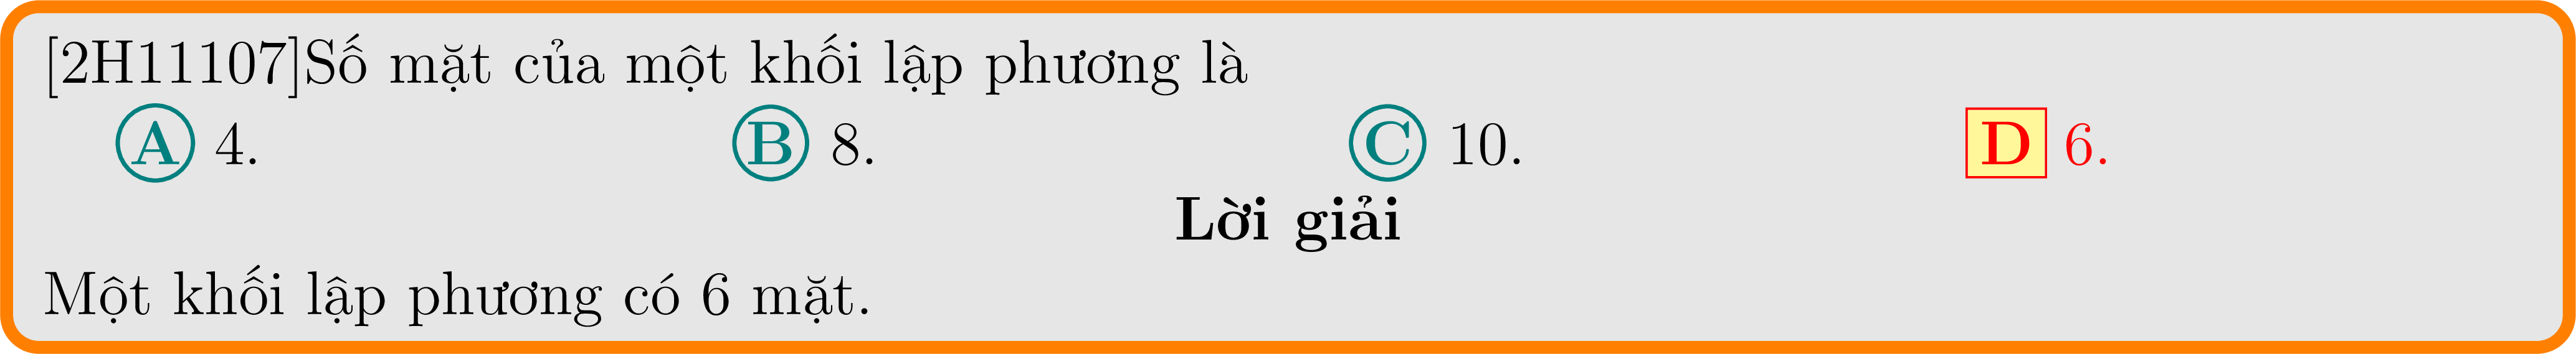 [2H11107]Số mặt của một khối lập phương là
A 4. B 8. C 10. D 6.
Lời giải
Một khối lập phương có 6 mặt.